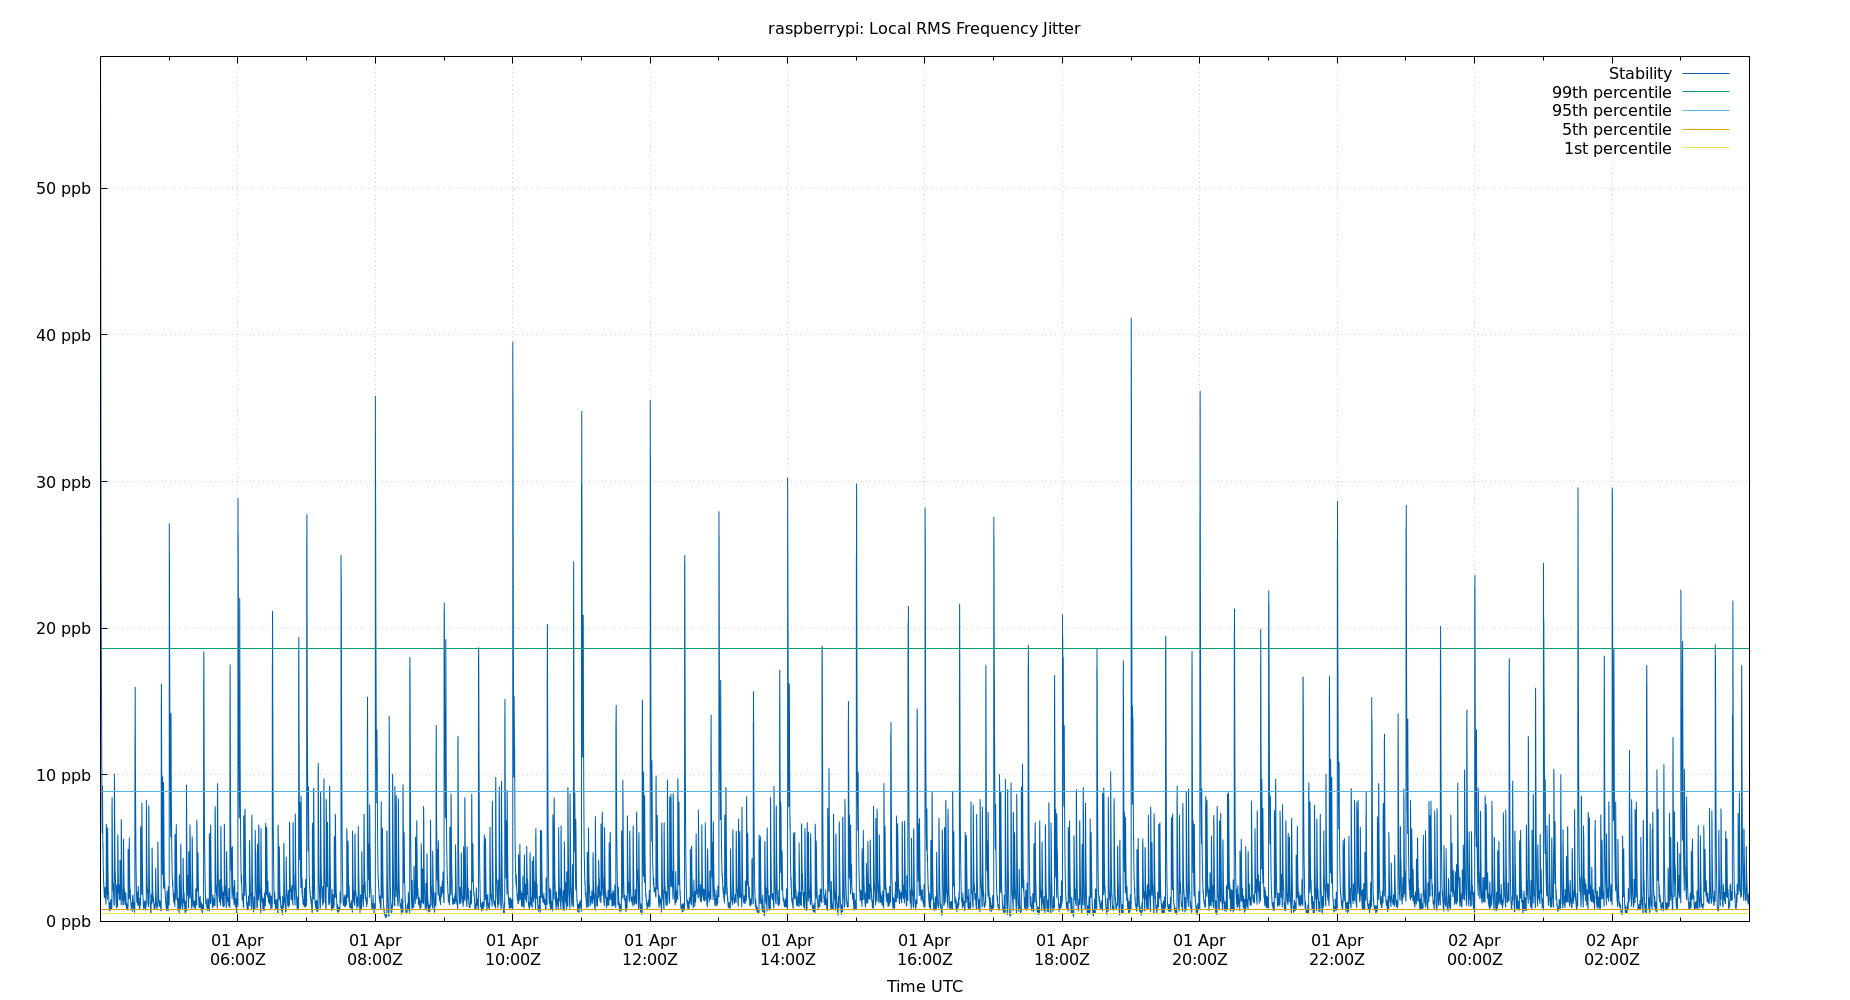 raspberrypi: Local RMS Frequency Jitter
Stability
99th percentile
95th percentile
5th percentile
1st percentile
50 ppb
40 ppb
30 ppb
20 ppb
10 ppb
0 ppb
01 Apr 01 Apr 01 Apr 01 Apr 01 Apr 01 Apr 01 Apr 01 Apr 01 Apr 02 Apr 02 Apr
06:00Z 08:00Z 10:00Z 12:00Z 14:00Z 16:00Z 18:00Z 20:00Z 22:00Z 00:00Z 02:00Z
Time UTC